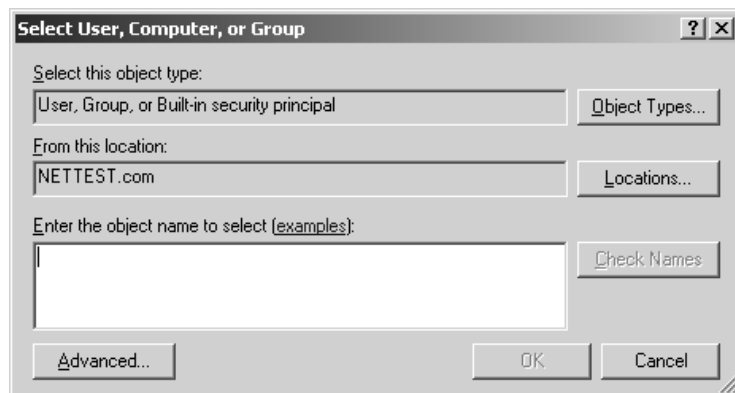 Select User, Computer, or Group
Select this object type:
User, Group, or Built-in security principal
Object Types...
From this location:
NETTEST.com
Locations...
Enter the object name to select (examples):
Check Names
Advanced...
OK
Cancel